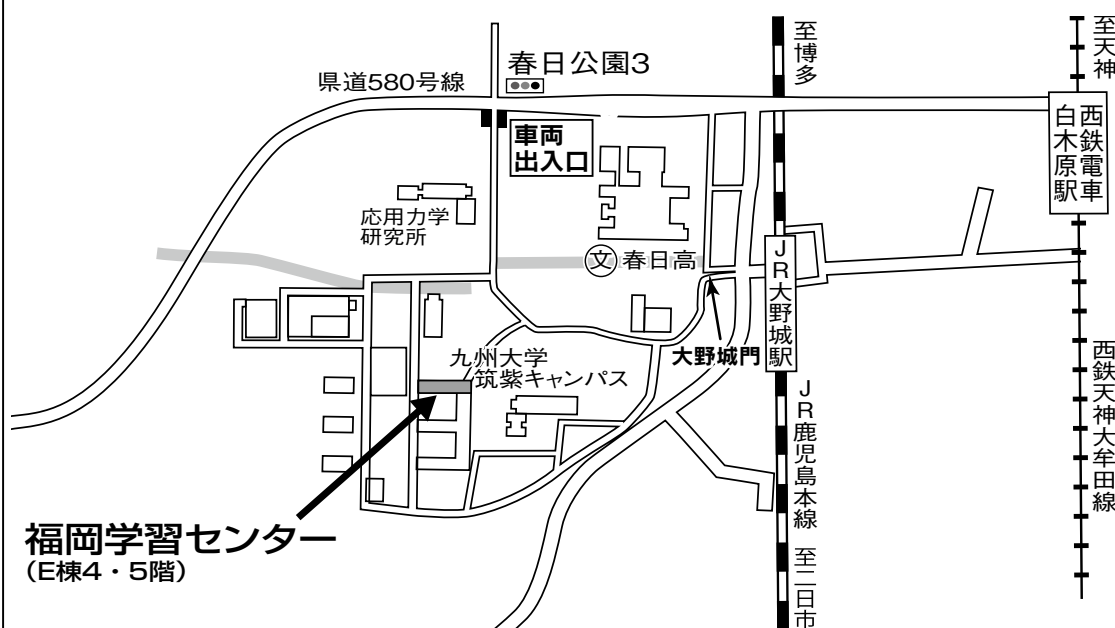 春日公園3
県道580号線
車両
出入口
至博多
至天神
西鉄電車
白木原駅
応用力学
研究所
文
春日高
JR大野城駅
大野城門
九州大学
筑紫キャンパス
西鉄天神大牟田線
JR鹿児島本線
至二日市
福岡学習センター
(E棟4・5階)